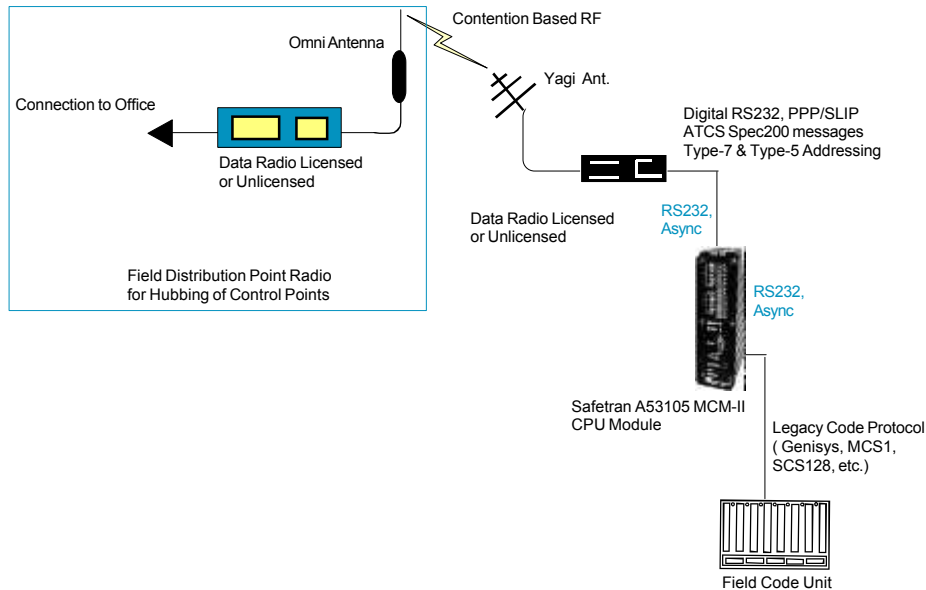 Contention Based RF
Omni Antenna
Yagi Ant.
Connection to Office
Digital RS232, PPP/SLIP
ATCS Spec200 messages
Type-7 & Type-5 Addressing
Data Radio Licensed
or Unlicensed
Data Radio Licensed
or Unlicensed
RS232,
Async
Field Distribution Point Radio
for Hubbing of Control Points
RS232,
Async
Safetran A53105 MCM-II
CPU Module
Legacy Code Protocol
( Genisys, MCS1,
SCS128, etc.)
Field Code Unit